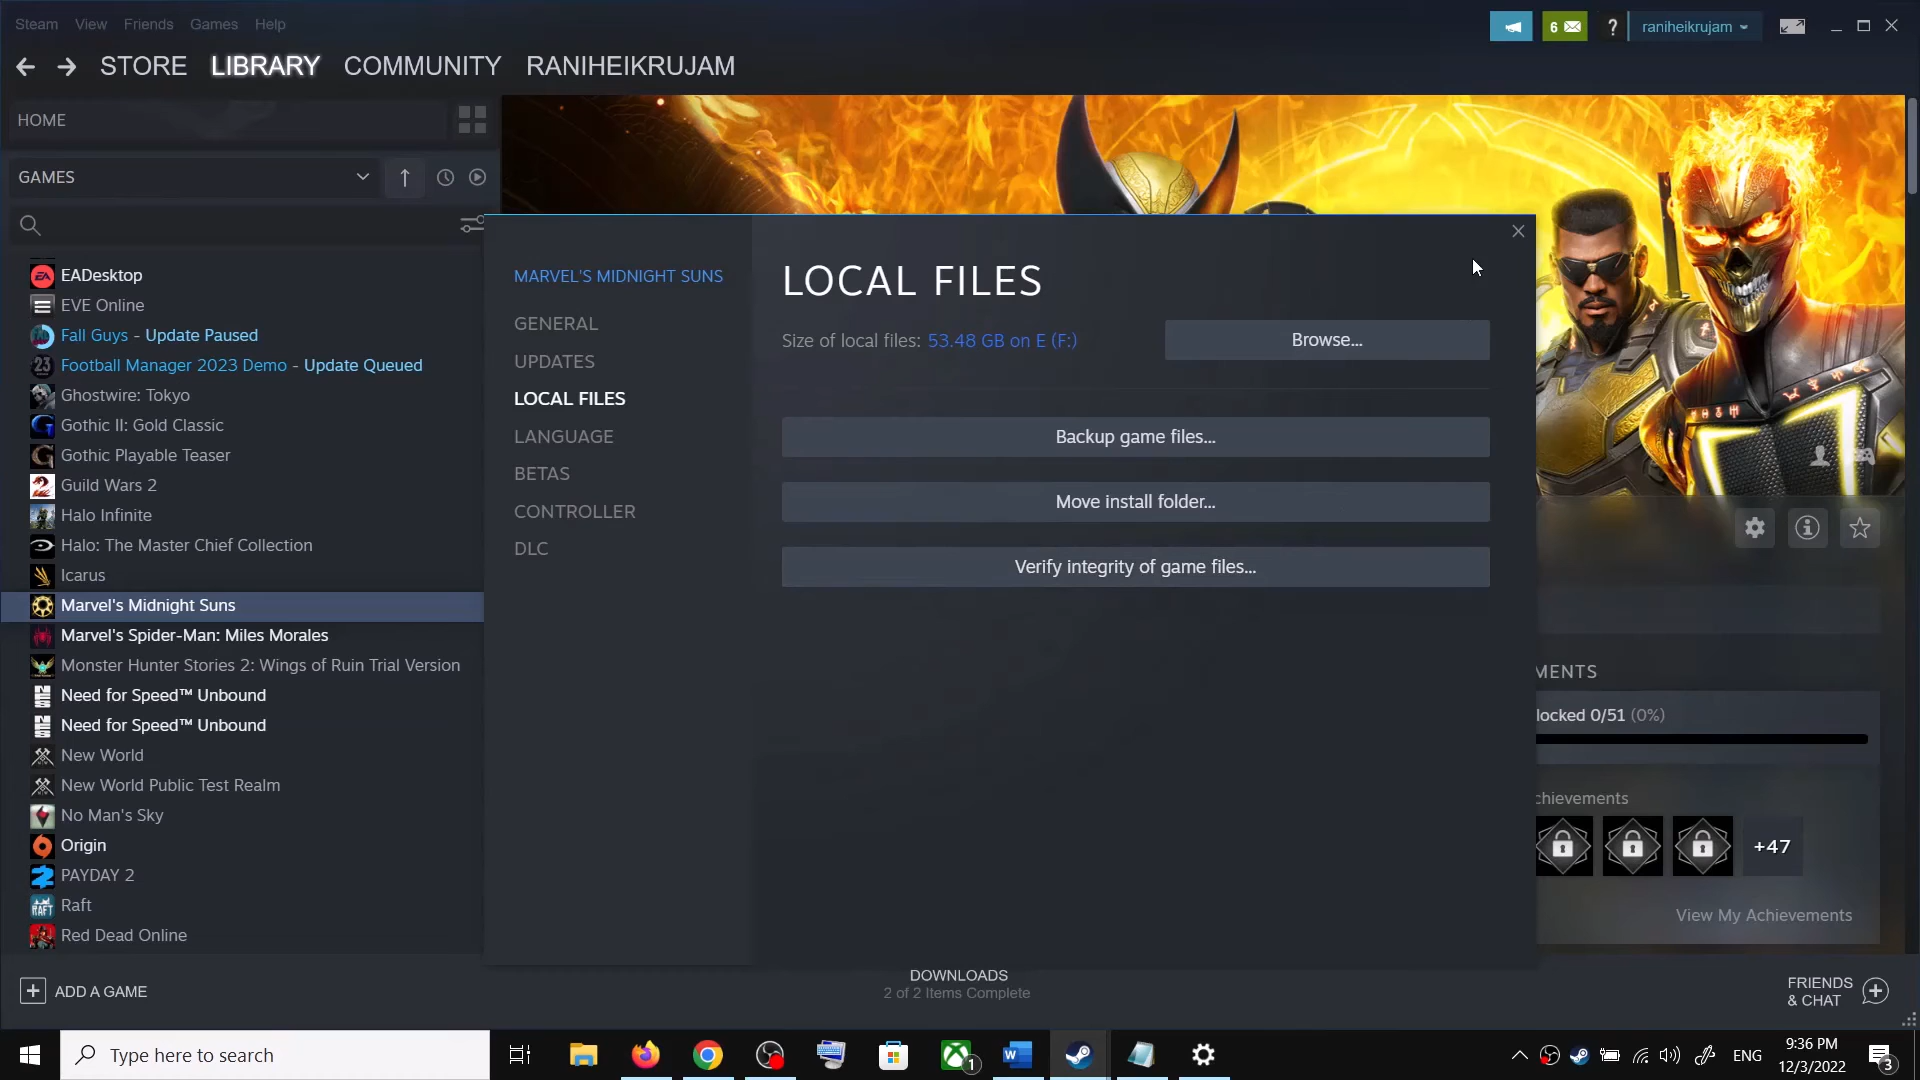 Steam View Friends Games Help
6
?
raniheikrujam
STORE LIBRARY COMMUNITY RANIHEIKRUJAM
HOME
GAMES
EADesktop
EVE Online
Fall Guys - Update Paused
Football Manager 2023 Demo - Update Queued
Ghostwire: Tokyo
Gothic II: Gold Classic
Gothic Playable Teaser
Guild Wars 2
Halo Infinite
Halo: The Master Chief Collection
Icarus
Marvel's Midnight Suns
Marvel's Spider-Man: Miles Morales
Monster Hunter Stories 2: Wings of Ruin Trial Version
Need for Speed™ Unbound
Need for Speed™ Unbound
New World
New World Public Test Realm
No Man's Sky
Origin
PAYDAY 2
Raft
Red Dead Online
ADD A GAME
MARVEL'S MIDNIGHT SUNS
GENERAL
UPDATES
LOCAL FILES
LANGUAGE
BETAS
CONTROLLER
DLC
LOCAL FILES
Size of local files: 53.48 GB on E (F:)
Browse...
Backup game files...
Move install folder...
Verify integrity of game files...
MENTS
locked 0/51 (0%)
chievements
+47
View My Achievements
DOWNLOADS
2 of 2 Items Complete
FRIENDS
& CHAT
Type here to search
1
ENG
9:36 PM
12/3/2022
3